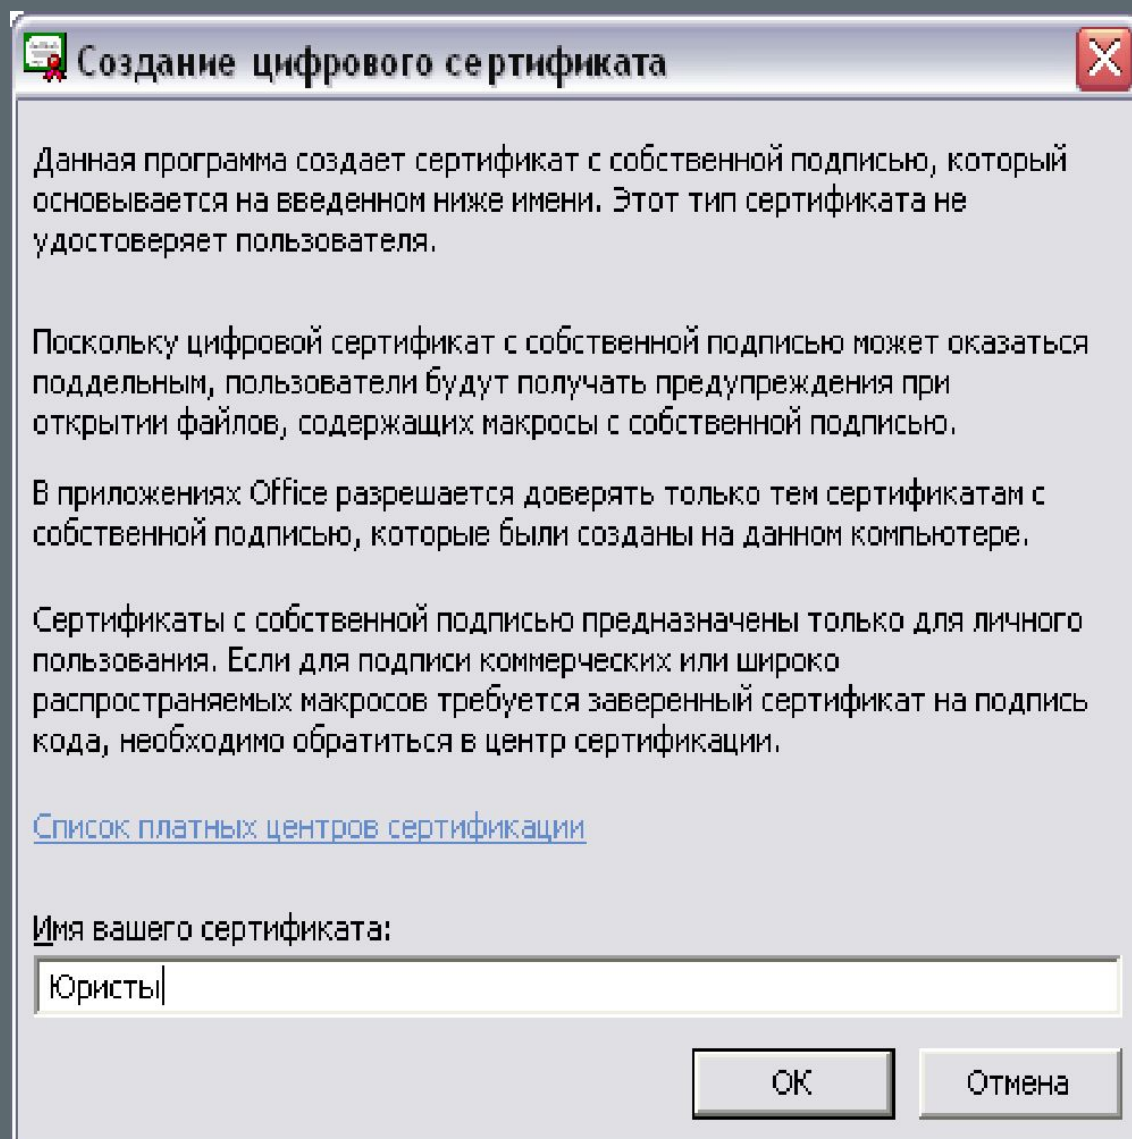 Создание цифрового сертификата
Данная программа создает сертификат с собственной подписью, который
основывается на введенном ниже имени. Этот тип сертификата не
удостоверяет пользователя.
Поскольку цифровой сертификат с собственной подписью может оказаться
поддельным, пользователи будут получать предупреждения при
открытии файлов, содержащих макросы с собственной подписью.
В приложениях Office разрешается доверять только тем сертификатам с
собственной подписью, которые были созданы на данном компьютере.
Сертификаты с собственной подписью предназначены только для личного
пользования. Если для подписи коммерческих или широко
распространяемых макросов требуется заверенный сертификат на подпись
кода, необходимо обратиться в центр сертификации.
Список платных центров сертификации
Имя вашего сертификата:
Юристы
ОК Отмена